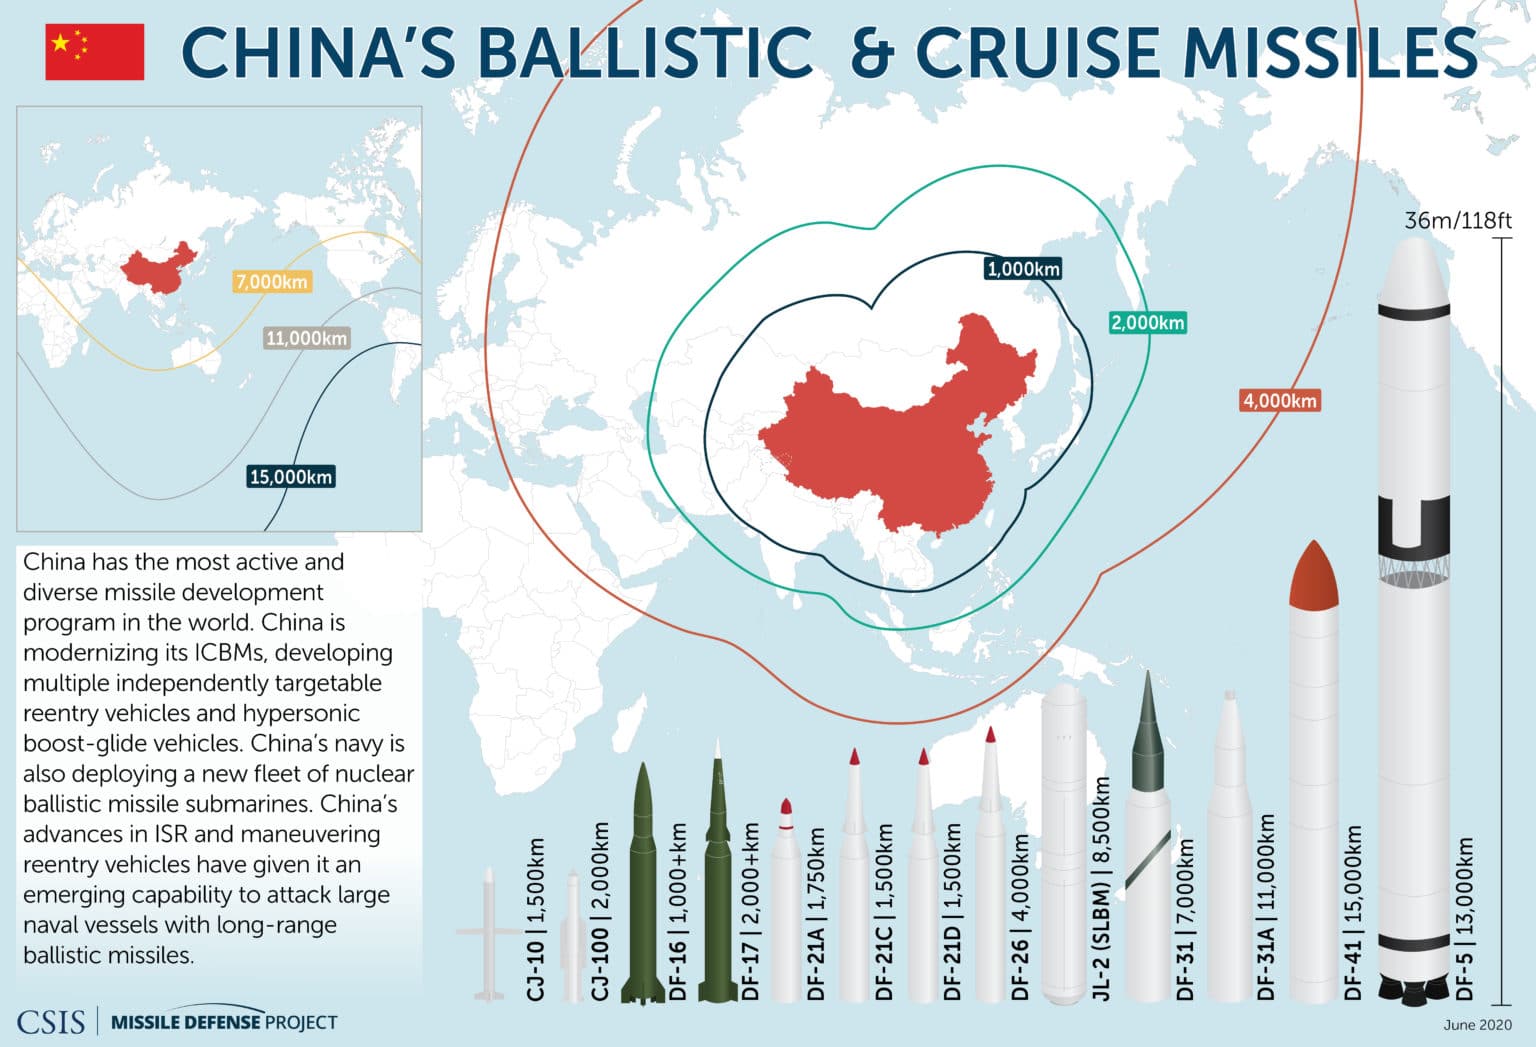 CHINA'S BALLISTIC & CRUISE MISSILES
7,000km
11,000km
15,000km
1,000km
2,000km
4,000km
36m/118ft
China has the most active and
diverse missile development
program in the world. China is
modernizing its ICBMs, developing
multiple independently targetable
reentry vehicles and hypersonic
boost-glide vehicles. China's navy is
also deploying a new fleet of nuclear
ballistic missile submarines. China's
advances in ISR and maneuvering
reentry vehicles have given it an
emerging capability to attack large
naval vessels with long-range
ballistic missiles.
CJ-10 | 1,500km
CJ-100 | 2,000km
DF-16 | 1,000+km
DF-17 | 2,000+km
DF-21A | 1,750km
DF-21C | 1,500km
DF-21D | 1,500km
DF-26 | 4,000km
JL-2 (SLBM) | 8,500km
DF-31 | 7,000km
DF-31A | 11,000km
DF-41 | 15,000km
DF-5 | 13,000km
CSIS | MISSILE DEFENSE PROJECT
June 2020